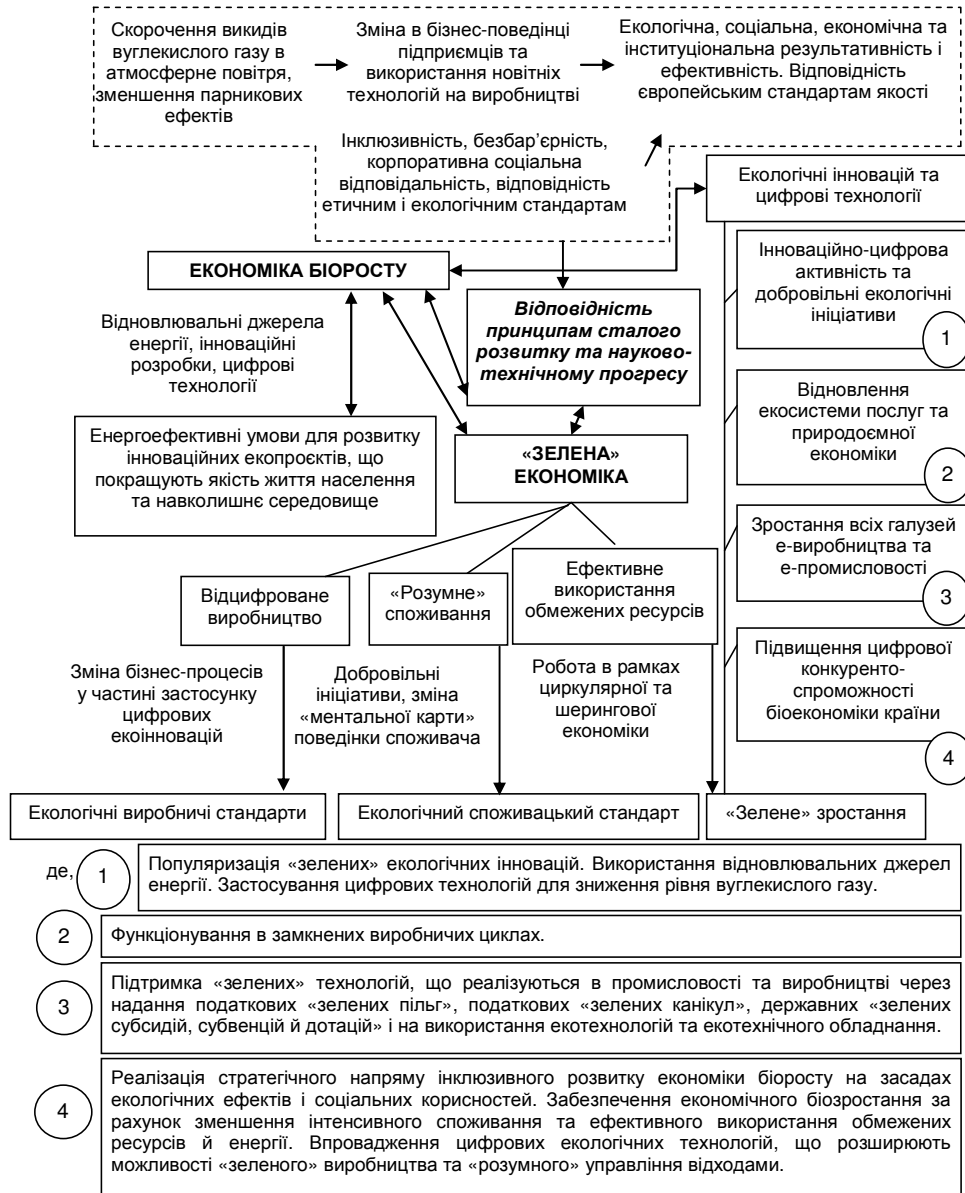 Скорочення викидів
вуглекислого газу в
атмосферне повітря,
зменшення парникових
ефектів
Зміна в бізнес-поведінці
підприємців та
використання новітніх
технологій на виробництві
Екологічна, соціальна, економічна та
інституціональна результативність і
ефективність. Відповідність
європейським стандартам якості
Інклюзивність, безбар’єрність,
корпоративна соціальна
відповідальність, відповідність
етичним і екологічним стандартам
Екологічні інновацій та
цифрові технології
ЕКОНОМІКА БІОРОСТУ
Інноваційно-цифрова
активність та
добровільні екологічні
ініціативи
1
Відповідність
принципам сталого
розвитку та науково-
технічному прогресу
Відновлювальні джерела
енергії, інноваційні
розробки, цифрові
технології
Відновлення
екосистеми послуг та
природоємної
економіки
2
Енергоефективні умови для розвитку
інноваційних екопроєктів, що
покращують якість життя населення
та навколишнє середовище
«ЗЕЛЕНА»
ЕКОНОМІКА
Зростання всіх галузей
е-виробництва та
е-промисловості
3
Відцифроване
виробництво
«Розумне»
споживання
Ефективне
використання
обмежених ресурсів
Підвищення цифрової
конкуренто-
спроможності
біоекономіки країни
4
Зміна бізнес-процесів
у частині застосунку
цифрових
екоінновацій
Добровільні
ініціативи, зміна
«ментальної карти»
поведінки споживача
Робота в рамках
циркулярної та
шерингової
економіки
Екологічні виробничі стандарти
Екологічний споживацький стандарт
«Зелене» зростання
де,
1
Популяризація «зелених» екологічних інновацій. Використання відновлювальних джерел
енергії. Застосування цифрових технологій для зниження рівня вуглекислого газу.
2
Функціонування в замкнених виробничих циклах.
3
Підтримка «зелених» технологій, що реалізуються в промисловості та виробництві через
надання податкових «зелених пільг», податкових «зелених канікул», державних «зелених
субсидій, субвенцій й дотацій» і на використання екотехнологій та екотехнічного обладнання.
4
Реалізація стратегічного напряму інклюзивного розвитку економіки біоросту на засадах
екологічних ефектів і соціальних корисностей. Забезпечення економічного біозростання за
рахунок зменшення інтенсивного споживання та ефективного використання обмежених
ресурсів й енергії. Впровадження цифрових екологічних технологій, що розширюють
можливості «зеленого» виробництва та «розумного» управління відходами.